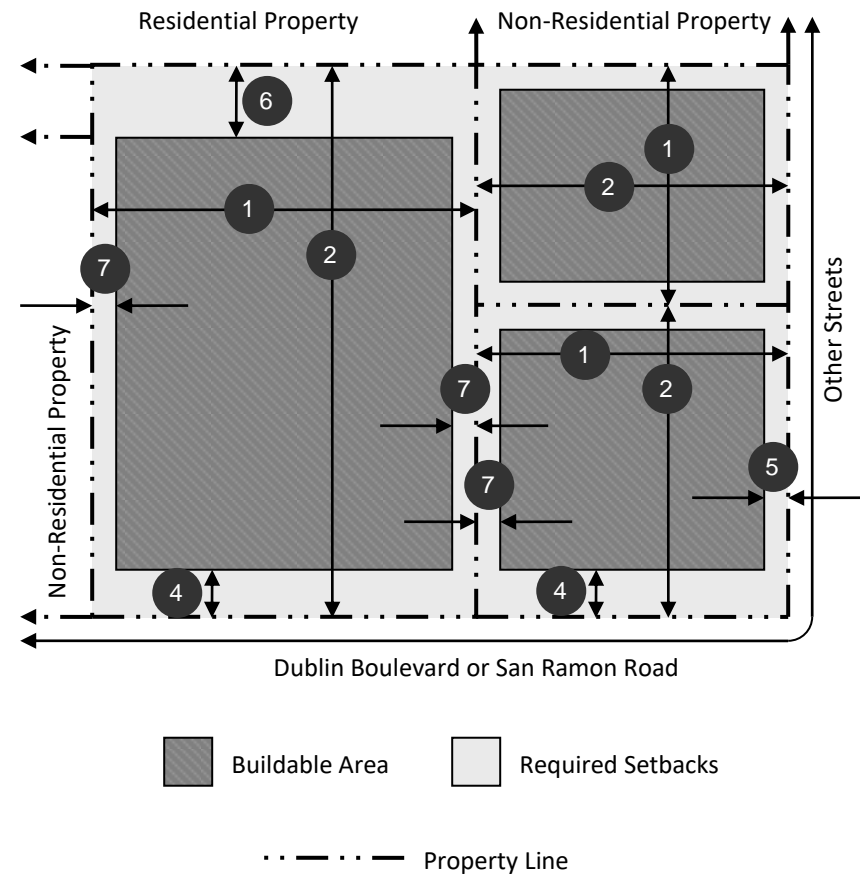 Residential Property
Non-Residential Property
6
1
2
1
2
7
Non-Residential Property
Other Streets
1
2
7
7
5
4
4
Dublin Boulevard or San Ramon Road
Buildable Area
Required Setbacks
Property Line